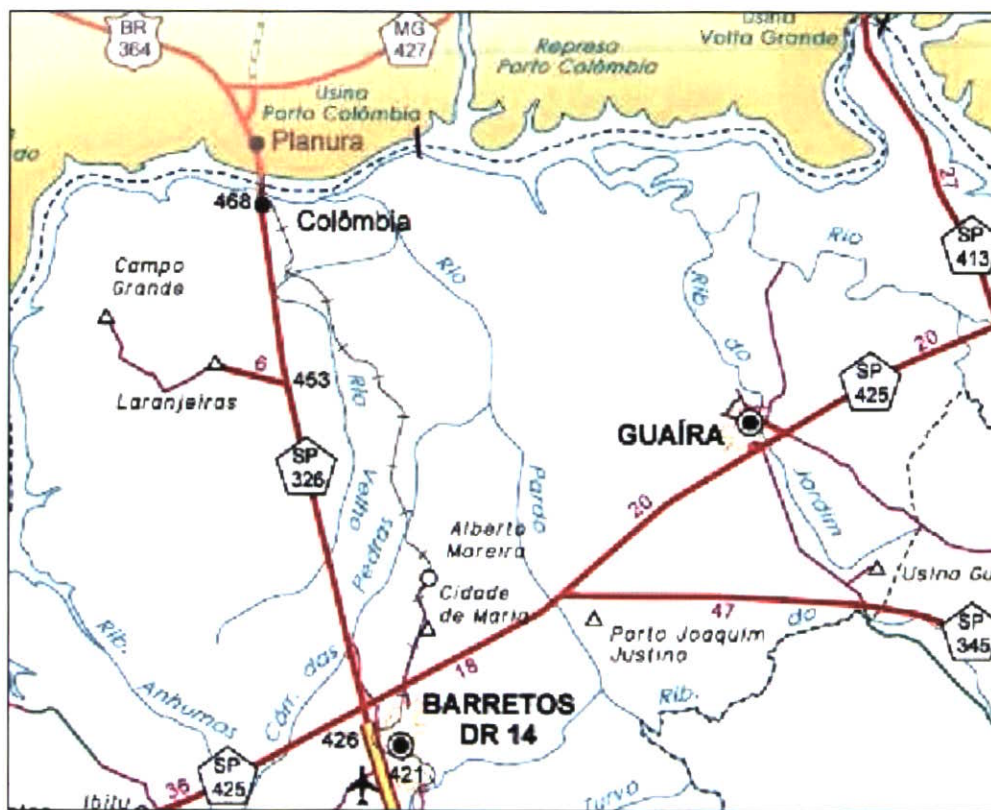 BR
364
MG
427
Usina
Volta Grande
Represa
Porto Colômbia
Usina
Porto Colômbia
Planura
do
468
Colômbia
27
SP
413
Rio
Rio
Rib
do
Campo
Grande
6
453
Laranjeiras
20
SP
425
Rio
GUAÍRA
SP
326
Velho
Pardo
20
Jardim
Pedras
Alberto
Moreira
Cidade
de Maria
Usina Gu
47
do
SP
345
Porto Joaquim
Justino
Rib.
Anhumas
Córr. das
18
Rib.
BARRETOS
DR 14
426
421
SP
425
36
Ibitu
Turvo